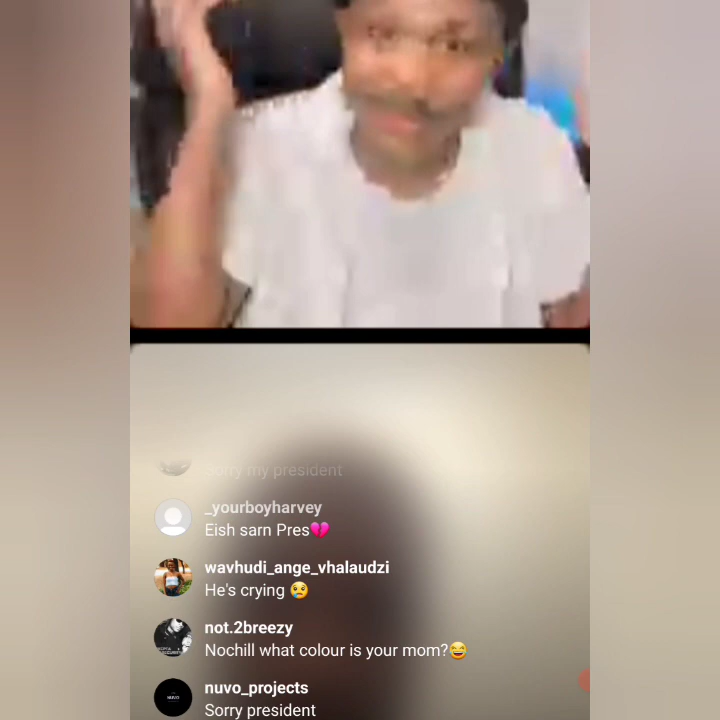 Sorry my president
_yourboyharvey
Eish sarn Pres💔
wavhudi_ange_vhalaudzi
He's crying 😢
not.2breezy
Nochill what colour is your mom?😂
nuvo_projects
Sorry president